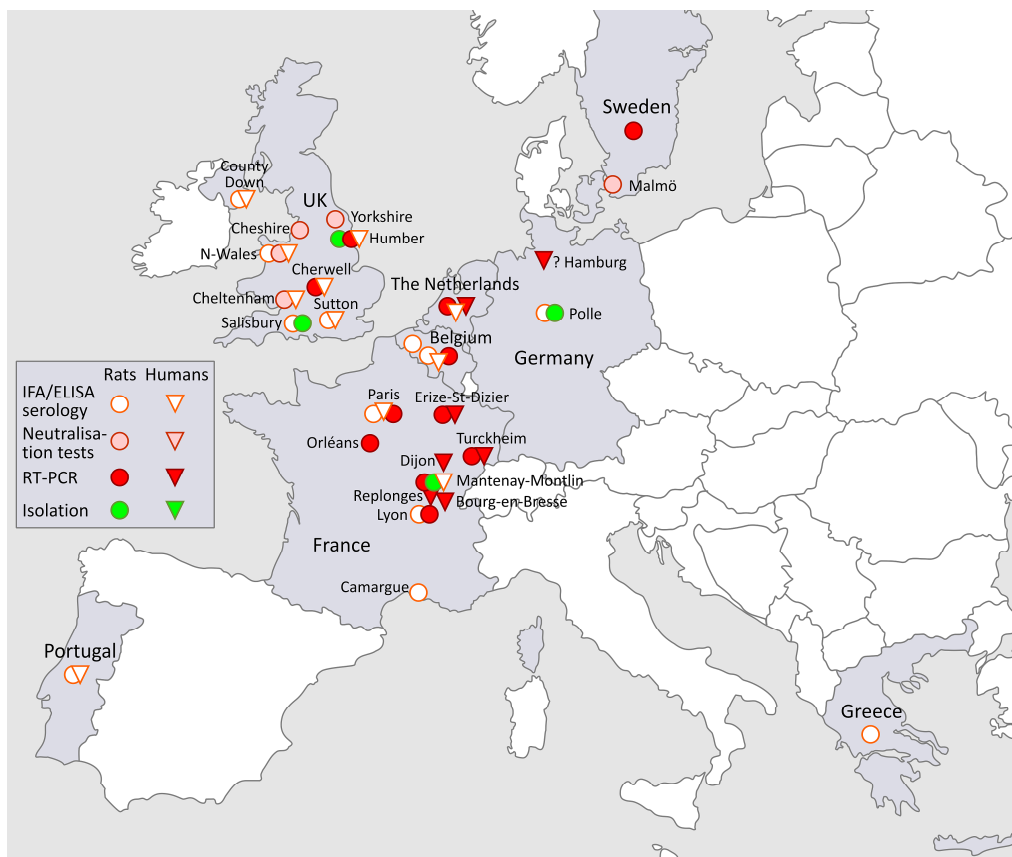 Sweden
Malmö
County
Down
UK
Yorkshire
Cheshire
Humber
N-Wales
? Hamburg
Cherwell
The Netherlands
Cheltenham
Sutton
Salisbury
Polle
Belgium
Germany
Rats Humans
IFA/ELISA
serology
Neutralisa-
tion tests
RT-PCR
Isolation
Paris
Erize-St-Dizier
Orléans
Turckheim
Dijon
Mantenay-Montlin
Replonges
Bourg-en-Bresse
Lyon
France
Camargue
Portugal
Greece